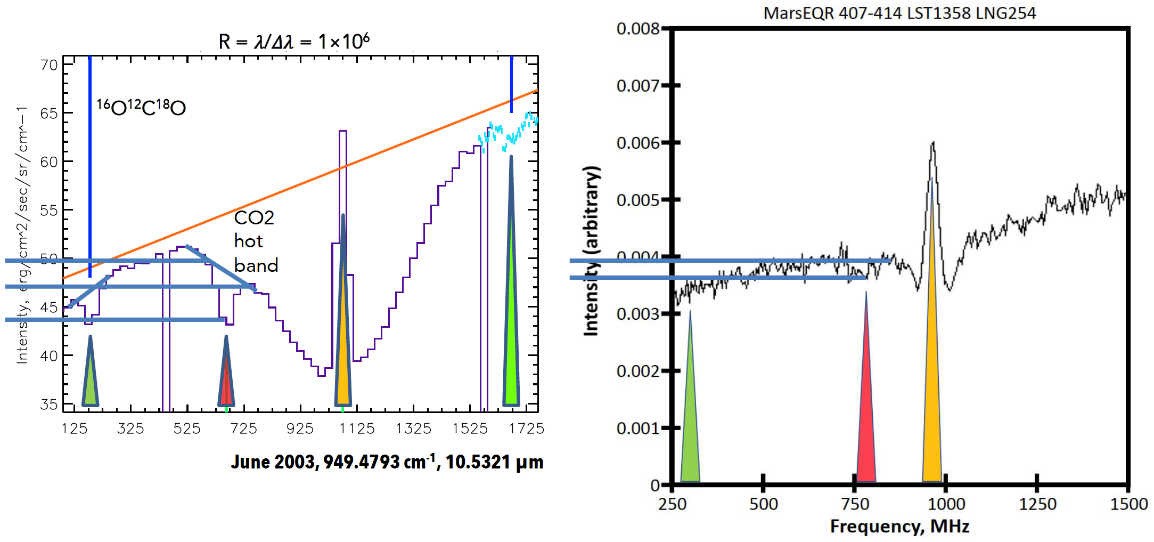 R = λ/Δλ = 1×10⁶
70
65
60
55
50
45
40
35
Intensity, erg/cm^2/sec/sr/cm^-1
¹⁶O¹²C¹⁸O
CO2
hot
band
125 325 525 725 925 1125 1325 1525 1725
June 2003, 949.4793 cm⁻¹, 10.5321 µm
MarsEQR 407-414 LST1358 LNG254
0.008
0.007
0.006
0.005
0.004
0.003
0.002
0.001
0
Intensity (arbitrary)
250 500 750 1000 1250 1500
Frequency, MHz